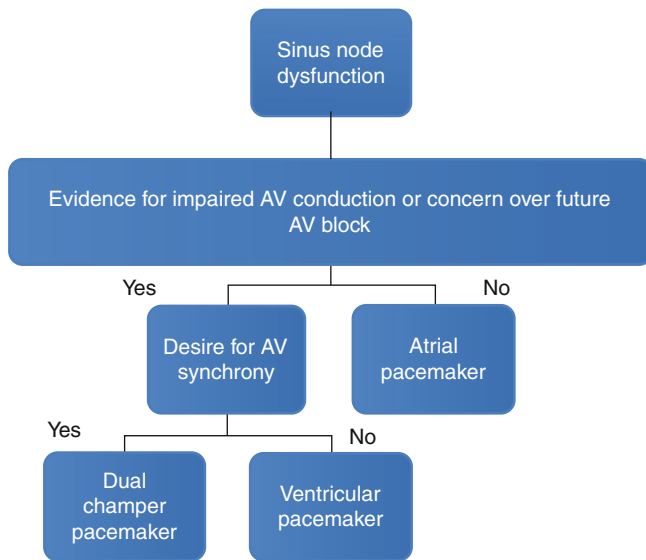 Sinus node
dysfunction
Evidence for impaired AV conduction or concern over future
AV block
Yes
No
Desire for AV
synchrony
Atrial
pacemaker
Yes
No
Dual
champer
pacemaker
Ventricular
pacemaker